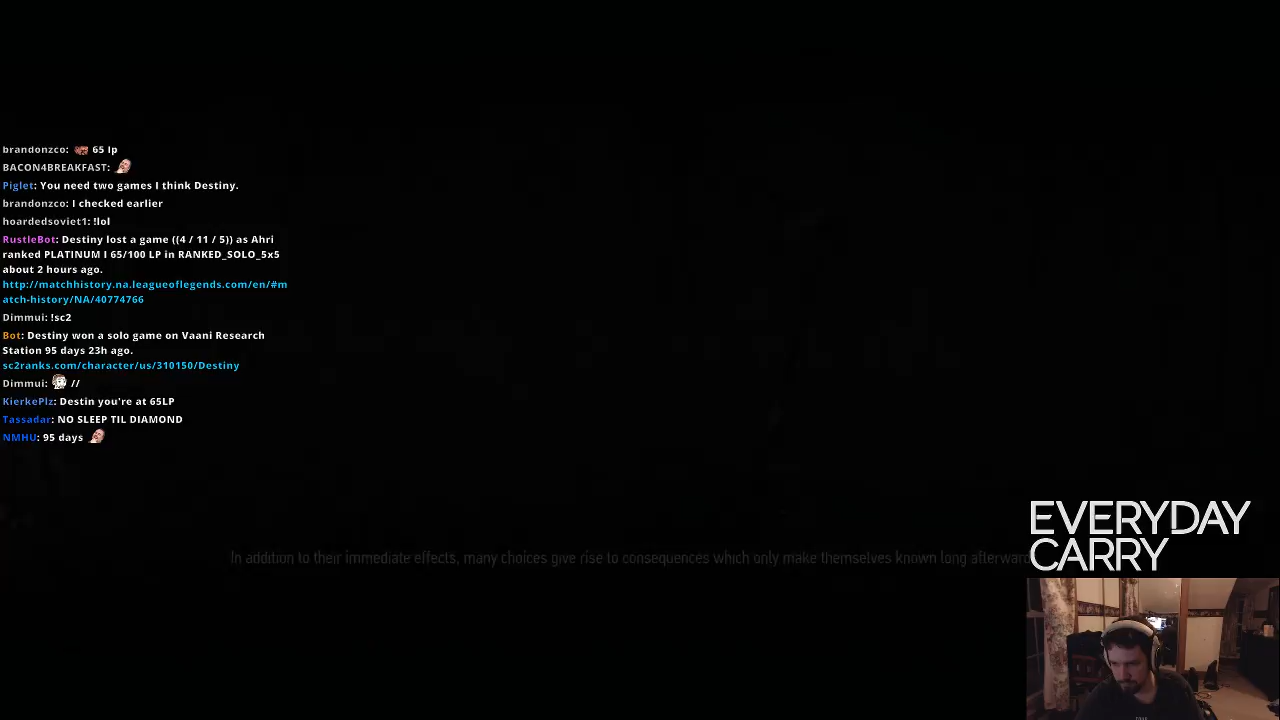 brandonzco: 65 lp
BACON4BREAKFAST:
Piglet: You need two games I think Destiny.
brandonzco: I checked earlier
hoardedsoviet1: !lol
RustleBot: Destiny lost a game ((4 / 11 / 5)) as Ahri
ranked PLATINUM I 65/100 LP in RANKED_SOLO_5x5
about 2 hours ago.
http://matchhistory.na.leagueoflegends.com/en/#m
atch-history/NA/40774766
Dimmui: !sc2
Bot: Destiny won a solo game on Vaani Research
Station 95 days 23h ago.
sc2ranks.com/character/us/310150/Destiny
Dimmui: //
KierkePlz: Destin you're at 65LP
Tassadar: NO SLEEP TIL DIAMOND
NMHU: 95 days
In addition to their immediate effects, many choices give rise to consequences which only make themselves known long afterward
EVERYDAY
CARRY